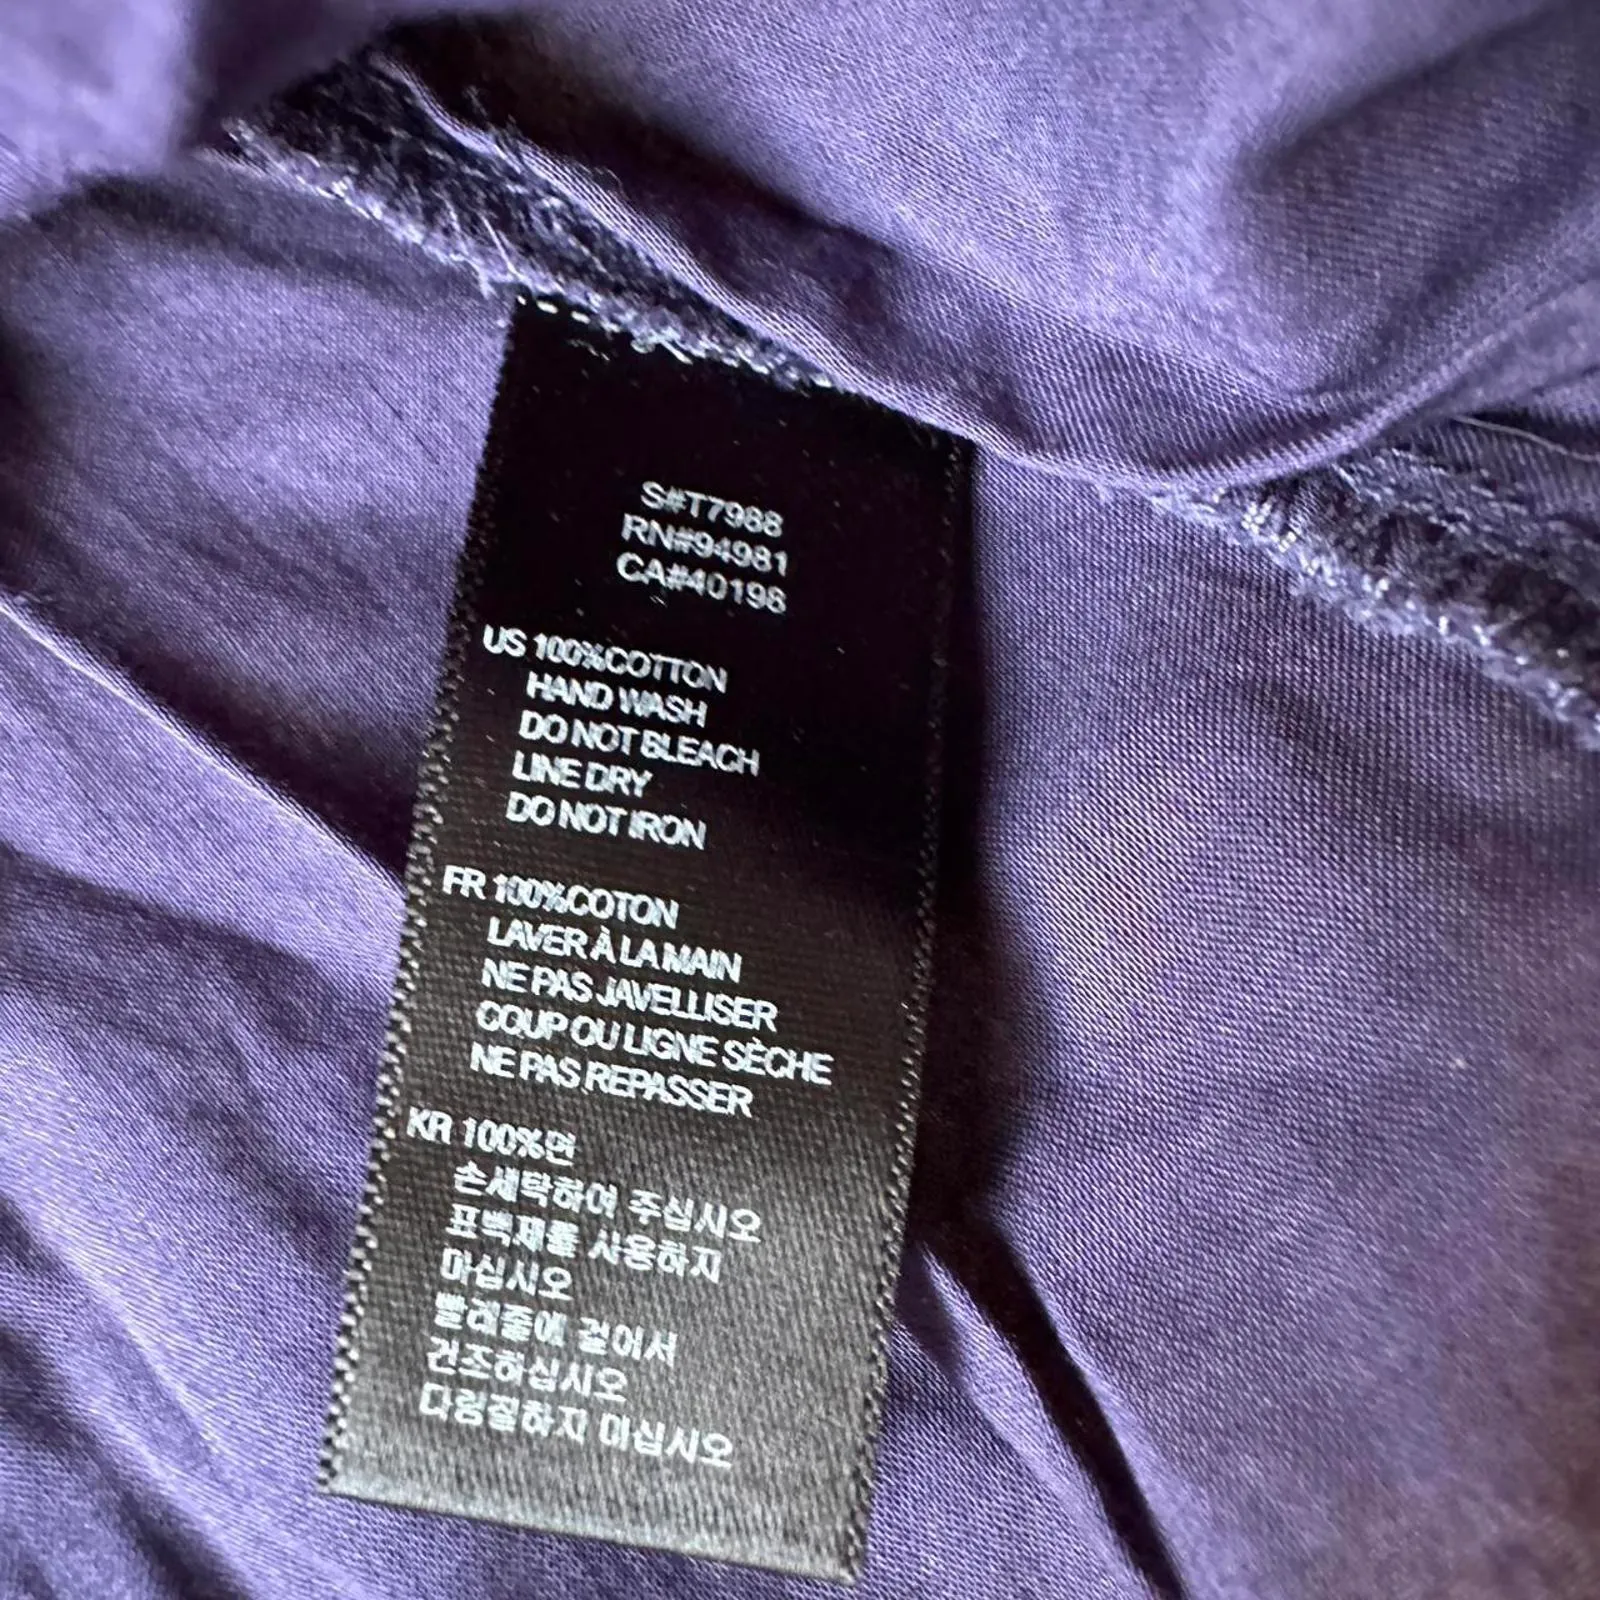 S#T7988
RN#94981
CA#40198
US 100%COTTON
HAND WASH
DO NOT BLEACH
LINE DRY
DO NOT IRON
FR 100%COTON
LAVER À LA MAIN
NE PAS JAVELLISER
COUP OU LIGNE SÈCHE
NE PAS REPASSER
KR 100%면
손세탁하여 주십시오
표백제를 사용하지
마십시오
빨래줄에 걸어서
건조하십시오
다림질하지 마십시오